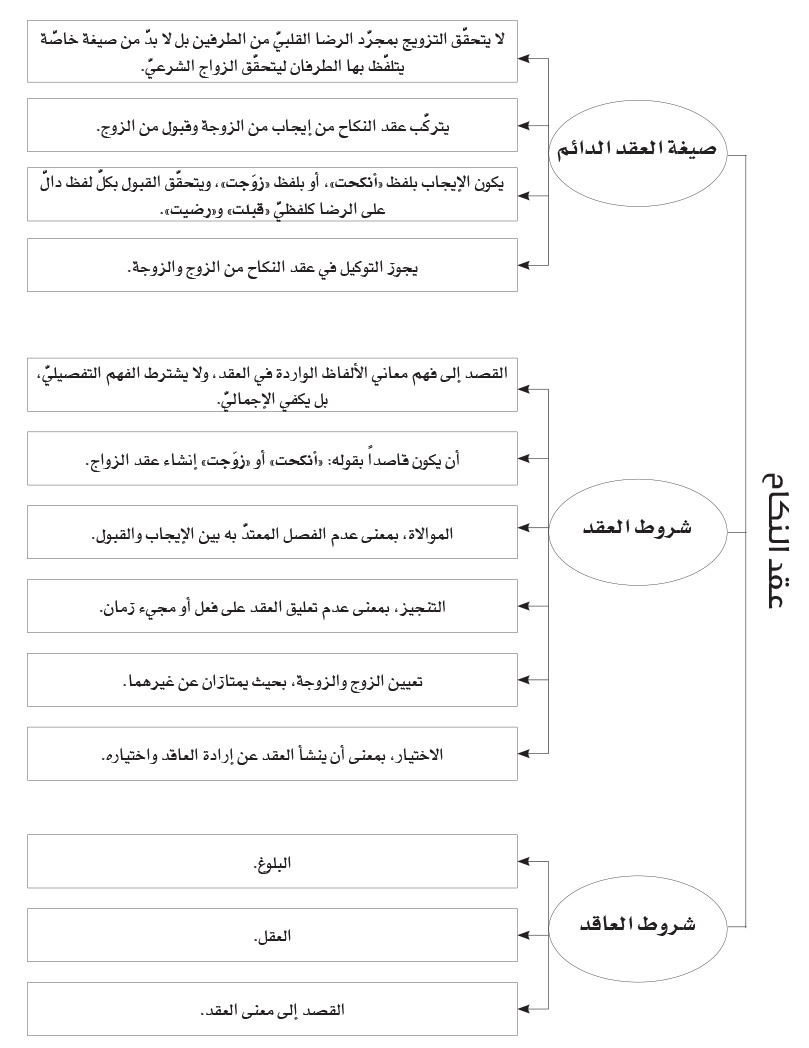 عقد النكاح
صيغة العقد الدائم
لا يتحقّق التزويج بمجرّد الرضا القلبيّ من الطرفين بل لا بدّ من صيغة خاصّة
يتلفّظ بها الطرفان ليتحقّق الزواج الشرعيّ.
يتركّب عقد النكاح من إيجاب من الزوجة وقبول من الزوج.
يكون الإيجاب بلفظ «أنكحت»، أو بلفظ «زوّجت»، ويتحقّق القبول بكلّ لفظ دالّ
على الرضا كلفظيّ «قبلت» و«رضيت».
يجوز التوكيل في عقد النكاح من الزوج والزوجة.
شروط العقد
القصد إلى فهم معاني الألفاظ الواردة في العقد، ولا يشترط الفهم التفصيليّ،
بل يكفي الإجماليّ.
أن يكون قاصداً بقوله: «أنكحت» أو «زوّجت» إنشاء عقد الزواج.
الموالاة، بمعنى عدم الفصل المعتدّ به بين الإيجاب والقبول.
التنجيز، بمعنى عدم تعليق العقد على فعل أو مجيء زمان.
تعيين الزوج والزوجة، بحيث يمتازان عن غيرهما.
الاختيار، بمعنى أن ينشأ العقد عن إرادة العاقد واختياره.
شروط العاقد
البلوغ.
العقل.
القصد إلى معنى العقد.